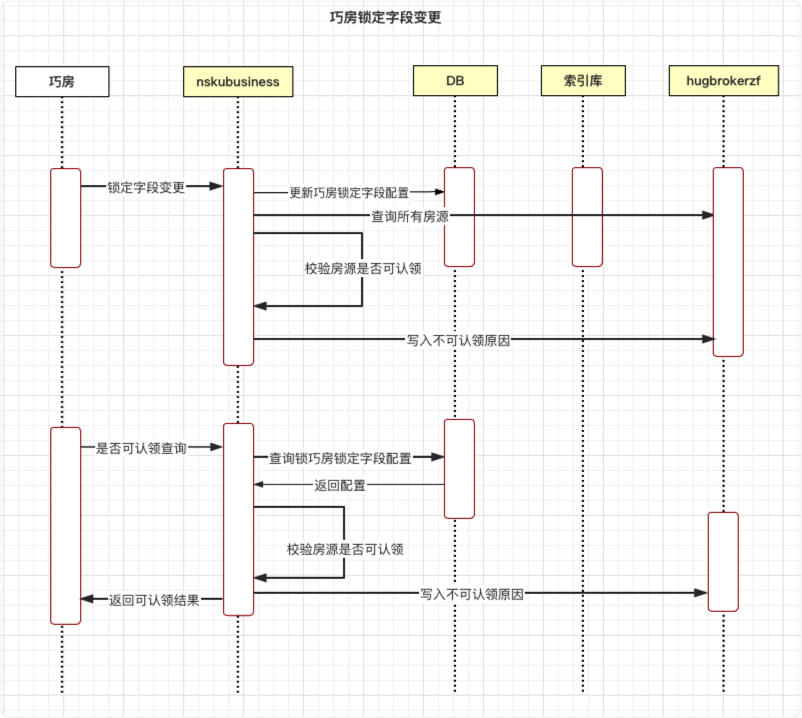 巧房锁定字段变更
巧房
nskubusiness
DB
索引库
hugbrokerzf
锁定字段变更
更新巧房锁定字段配置
查询所有房源
校验房源是否可认领
写入不可认领原因
是否可认领查询
查询锁巧房锁定字段配置
返回配置
校验房源是否可认领
写入不可认领原因
返回可认领结果